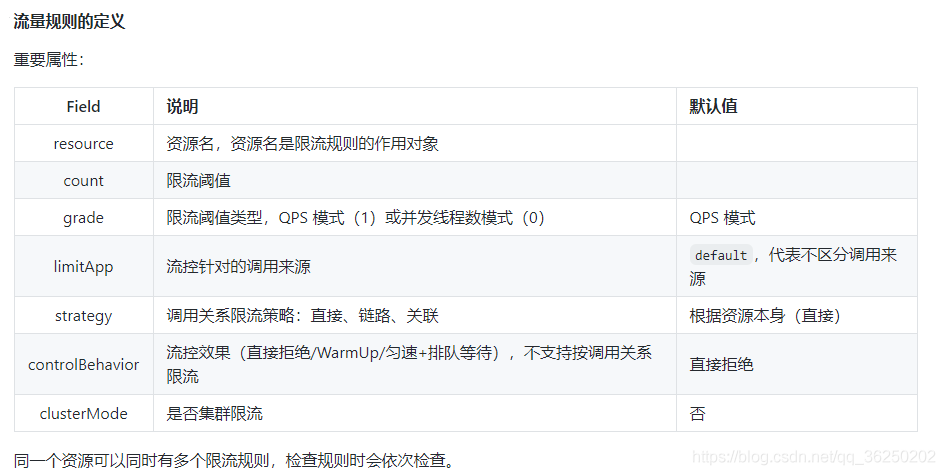 流量规则的定义
重要属性：
Field 说明 默认值
resource 资源名，资源名是限流规则的作用对象
count 限流阈值
grade 限流阈值类型，QPS 模式（1）或并发线程数模式（0） QPS 模式
limitApp 流控针对的调用来源 default，代表不区分调用来
源
strategy 调用关系限流策略：直接、链路、关联 根据资源本身（直接）
controlBehavior 流控效果（直接拒绝/WarmUp/匀速+排队等待），不支持按调用关系
限流 直接拒绝
clusterMode 是否集群限流 否
同一个资源可以同时有多个限流规则，检查规则时会依次检查。
https://blog.csdn.net/qq_36250202